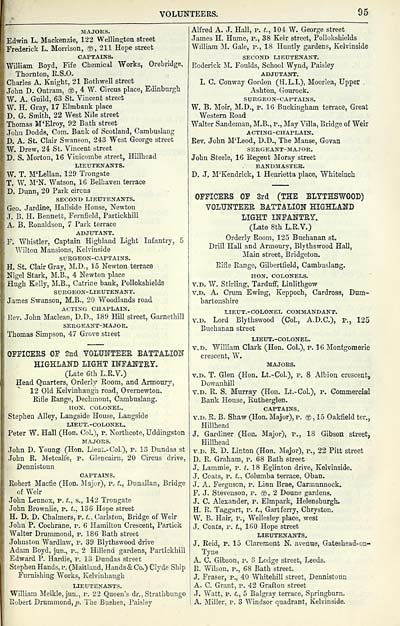 VOLUNTEERS. 95
MAJORS.
Edwin L. Mackenzie, 122 Wellington street
Frederick L. Morrison, 211 Hope street
CAPTAINS.
William Boyd, Fife Chemical Works, Orebridge.
Thornton, R.S.O.
Charles A. Knight, 21 Bothwell street
John D. Outram, 4 W. Circus place, Edinburgh
W. A. Guild, 63 St. Vincent street
W. H. Gray, 17 Elmbank place
D. G. Smith, 22 West Nile street
Thomas M'Elroy, 22 Bath street
John Dodds, Com. Bank of Scotland, Cambuslang
D. A. St. Clair Swanson, 243 West George street
W. Drew, 24 St. Vincent street
D. S. Morton, 16 Vinicombe street, Hillhead
LIEUTENANTS.
W. T. M'Lellan, 129 Trongate
T. W. M'N. Watson, 16 Belhaven terrace
D. Dunn, 20 Park circus
SECOND LIEUTENANTS.
Geo. Jardine, Hallside House, Newton
J. B. H. Bennett, Fernfield, Partickhill
A. B. Ronaldson, 7 Park terrace
ADJUTANT.
F. Whistler, Captain Highland Light Infantry, 5
Wilton Mansions, Kelvinside
SURGEON-CAPTAINS.
H. St. Clair Gray, M.D., 15 Newton terrace
Nigel Stark, M.B., 4 Newton place
Hugh Kelly, M.B., Catrine bank, Pollokshields
SURGEON-LIEUTENANT.
James Swanson, M.B., 20 Woodlands road
ACTING CHAPLAIN.
Rev. John Maclean, D.D., 189 Hill street, Garnethill
SERGEANT-MAJOR.
Thomas Simpson, 47 Grove street
OFFICERS OF 2nd VOLUNTEER BATTALION
HIGHLAND LIGHT INFANTRY.
(Late 6th L.R.V.)
Head Quarters, Orderly Room, and Armoury,
12 Old Kelvinhaugh road, Overnewton.
Rifle Range, Dechmont, Cambuslang.
HON. COLONEL.
Stephen Alley, Langside House, Langside
LIEUT.-COLONEL.
Peter W. Hall (Hon. Col.), p. Northcote, Uddingston
MAJORS.
John D. Young (Hon. Lieut.-Col.), p. 13 Dundas st
John R. Metcalfe, p. Glencairn, 20 Circus drive,
Dennistoun
CAPTAINS.
Robert Macfie (Hon. Major), p. t., Dunallan, Bridge
of Weir
John Lennox, p. t., s., 142 Trongate
John Brownlie, p. t., 136 Hope street
H. D. D. Chalmers, p. t., Carlston, Bridge of Weir
John P. Cochrane, p. 6 Hamilton Crescent, Partick
Walter Drummond, p. 186 Bath street
Johnston Wardlaw, p. 39 Blythswood drive
Adam Boyd, jun., p., 2 Hillend gardens, Partickhill
Edward P. Hardie, p. 13 Dundas street
Stephen Hands, p. (Maitland, Hands & Co.) Clyde Ship
Furnishing Works, Kelvinhaugh
LIEUTENANTS.
William Meikle, jun., p. 22 Queen's dr., Strathbungo
Robert Drummond, p. The Bushes, Paisley
Alfred A. J. Hall, p. t., 104 W. George street
James H. Hume, p., 88 Keir street, Pollokshields
William M. Gale, p., 18 Huntly gardens, Kelvinside
SECOND LIEUTENANT.
Roderick M. Foulds, School Wynd, Paisley
ADJUTANT.
I. C. Conway Gordon (H.L.I.), Moorlea, Upper
Ashton, Gourock.
SURGEON-CAPTAINS.
W. B. Moir, M.D., p. 16 Buckingham terrace, Great
Western Road
Walter Sandeman, M.B., p., May Villa, Bridge of Weir
ACTING-CHAPLAIN.
Rev. John M'Leod, D.D., The Manse, Govan
SERGEANT-MAJOR.
John Steele, 16 Regent Moray street
BANDMASTER.
D. J. M'Kendrick, 1 Henrietta place, Whiteinch
OFFICERS OF 3rd (THE BLYTHSWOOD)
VOLUNTEER BATTALION HIGHLAND
LIGHT INFANTRY.
(Late 8th L.R.V.)
Orderly Room, 125 Buchanan st.
Drill Hall and Armoury, Blythswood Hall,
Main street, Bridgeton.
Rifle Range, Gilbertfield, Cambuslang.
HON. COLONELS.
V.D. W. Stirling, Tarduff, Linlithgow
V.D. A. Crum Ewing, Keppoch, Cardross, Dumbartonshire
LIEUT.-COLONEL COMMANDANT.
V.D. Lord Blythswood (Col., A.D.C.), p., 125
Buchanan street
LIEUT.-COLONEL.
V.D. William Clark (Hon. Col.), p. 16 Montgomerie
crescent, W.
MAJORS.
V.D. T. Glen (Hon. Lt.-Col.), p. 8 Albion crescent,
Dowanhill
V.D. R. S. Murray (Hon. Lt.-Col.), p. Commercial
Bank House, Rutherglen.
CAPTAINS.
V.D. R. B. Shaw (Hon. Major), p. 15 Oakfield ter.,
Hillhead
J. Gardiner (Hon. Major), p., 18 Gibson street,
Hillhead
V.D. R. D. Linton (Hon. Major), p., 22 Pitt street
D. R. Graham, p. 68 Bath street
J. Lammie, p. t. 18 Eglinton drive, Kelvinside.
J. Coats, p. t., Columba terrace, Oban.
J. A. Ferguson, p. Linn Brae, Carmunnock.
F. J. Stevenson, p. 2 Doune gardens.
J. C. Alexander, p. Elmpark, Helensburgh.
H. R. Taggart, p. t., Gartferry, Chryston.
W. B. Hair, p., Wellesley place, west
J. Coats, p. t., 160 Hope street
LIEUTENANTS.
J. Reid, p. 15 Claremont N. avenue, Gateshead-on-
Tyne
A. C. Gibson, p. 3 Lodge street, Leeds.
R. Wilson, p., 68 Bath street.
J. Fraser, p., 40 Whitehill street, Dennistoun
A. C. Grant, p. 42 Grafton street
J. Watt, p. t., 5 Balgray terrace, Springburn.
A. Miller, p. 3 Windsor quadrant, Kelvinside.